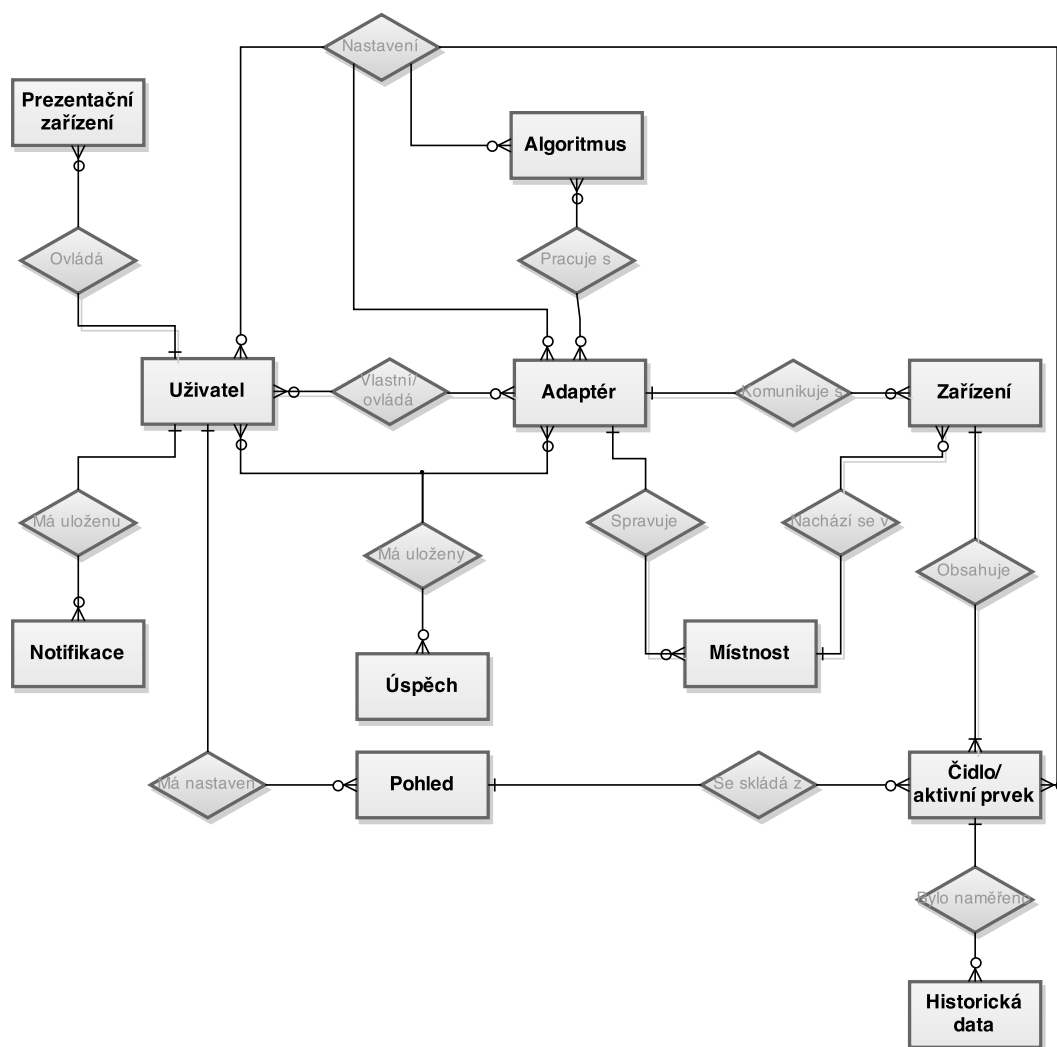 Nastavení
Prezentační
zařízení
Algoritmus
Ovládá
Pracuje s
Uživatel
Vlastní/
ovládá
Adaptér
Komunikuje s
Zařízení
Má uloženu
Má uloženy
Spravuje
Nachází se v
Obsahuje
Notifikace
Úspěch
Místnost
Má nastaven
Pohled
Se skládá z
Čidlo/
aktivní prvek
Bylo naměřeno
Historická
data